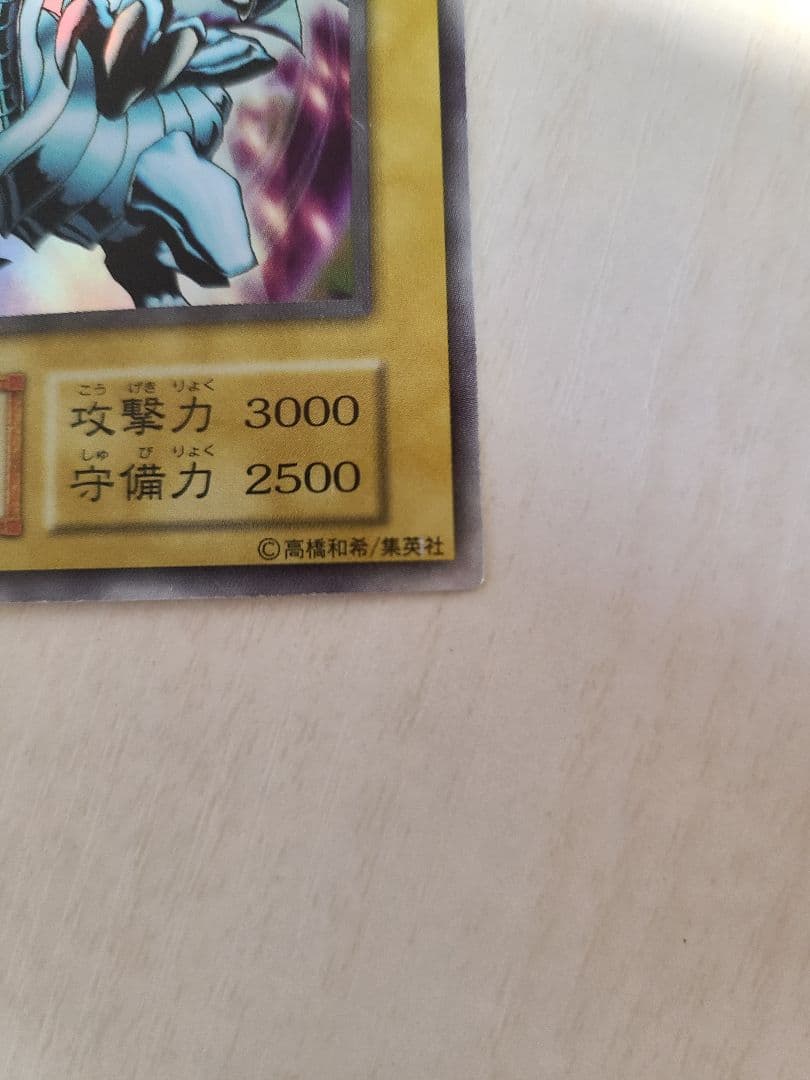 こう げき りょく
攻撃力 3000
しゅ び りょく
守備力 2500
©高橋和希/集英社